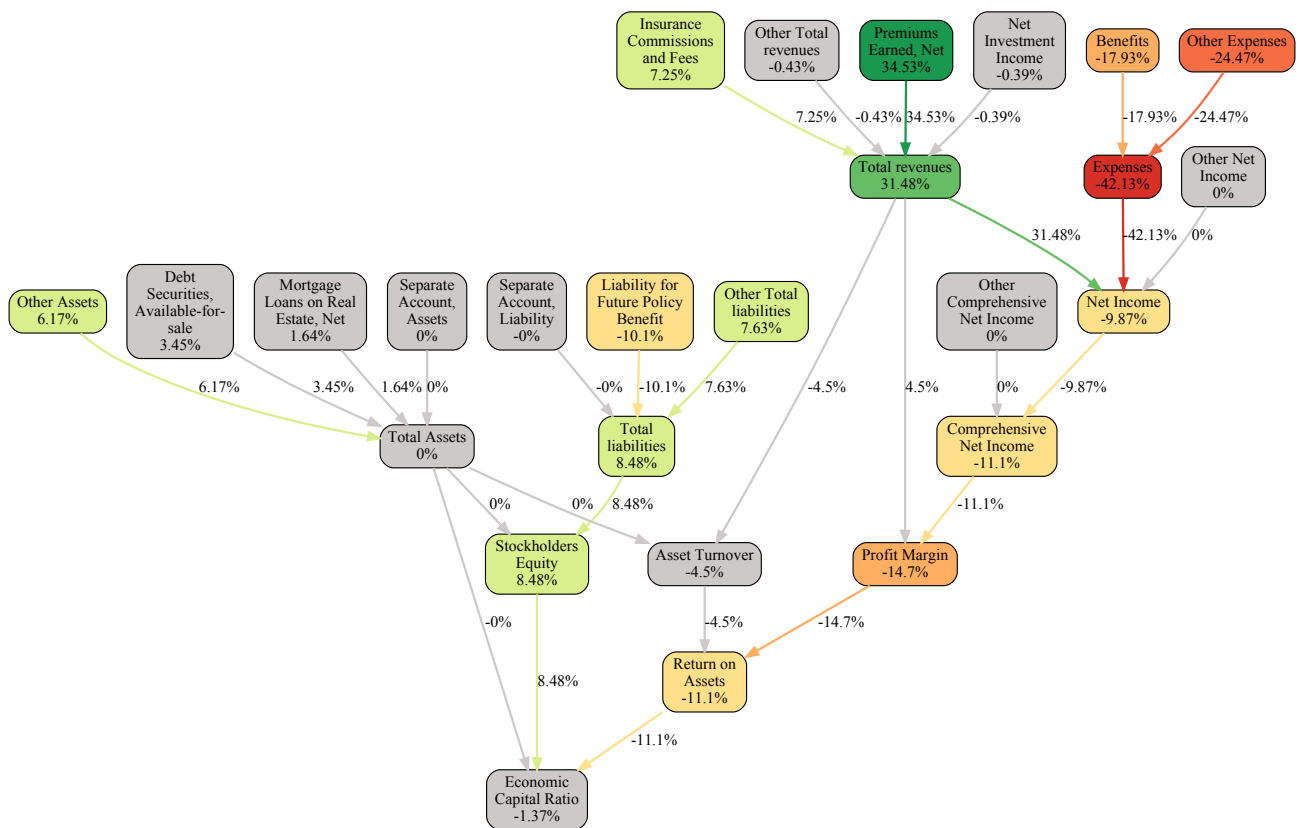 Insurance
Commissions
and Fees
7.25%
Other Total
revenues
-0.43%
Premiums
Earned, Net
34.53%
Net
Investment
Income
-0.39%
Benefits
-17.93%
Other Expenses
-24.47%
7.25%
-0.43%
34.53%
-0.39%
-17.93%
-24.47%
Total revenues
31.48%
Expenses
-42.13%
Other Net
Income
0%
31.48%
-42.13%
0%
Other Assets
6.17%
Debt
Securities,
Available-for-
sale
3.45%
Mortgage
Loans on Real
Estate, Net
1.64%
Separate
Account,
Assets
0%
Separate
Account,
Liability
-0%
Liability for
Future Policy
Benefit
-10.1%
Other Total
liabilities
7.63%
Other
Comprehensive
Net Income
0%
Net Income
-9.87%
6.17%
3.45%
1.64%
0%
-0%
-10.1%
7.63%
-4.5%
4.5%
0%
-9.87%
Total Assets
0%
Total
liabilities
8.48%
Comprehensive
Net Income
-11.1%
0%
0%
8.48%
-11.1%
Stockholders
Equity
8.48%
Asset Turnover
-4.5%
Profit Margin
-14.7%
-0%
-4.5%
-14.7%
8.48%
Return on
Assets
-11.1%
-11.1%
Economic
Capital Ratio
-1.37%